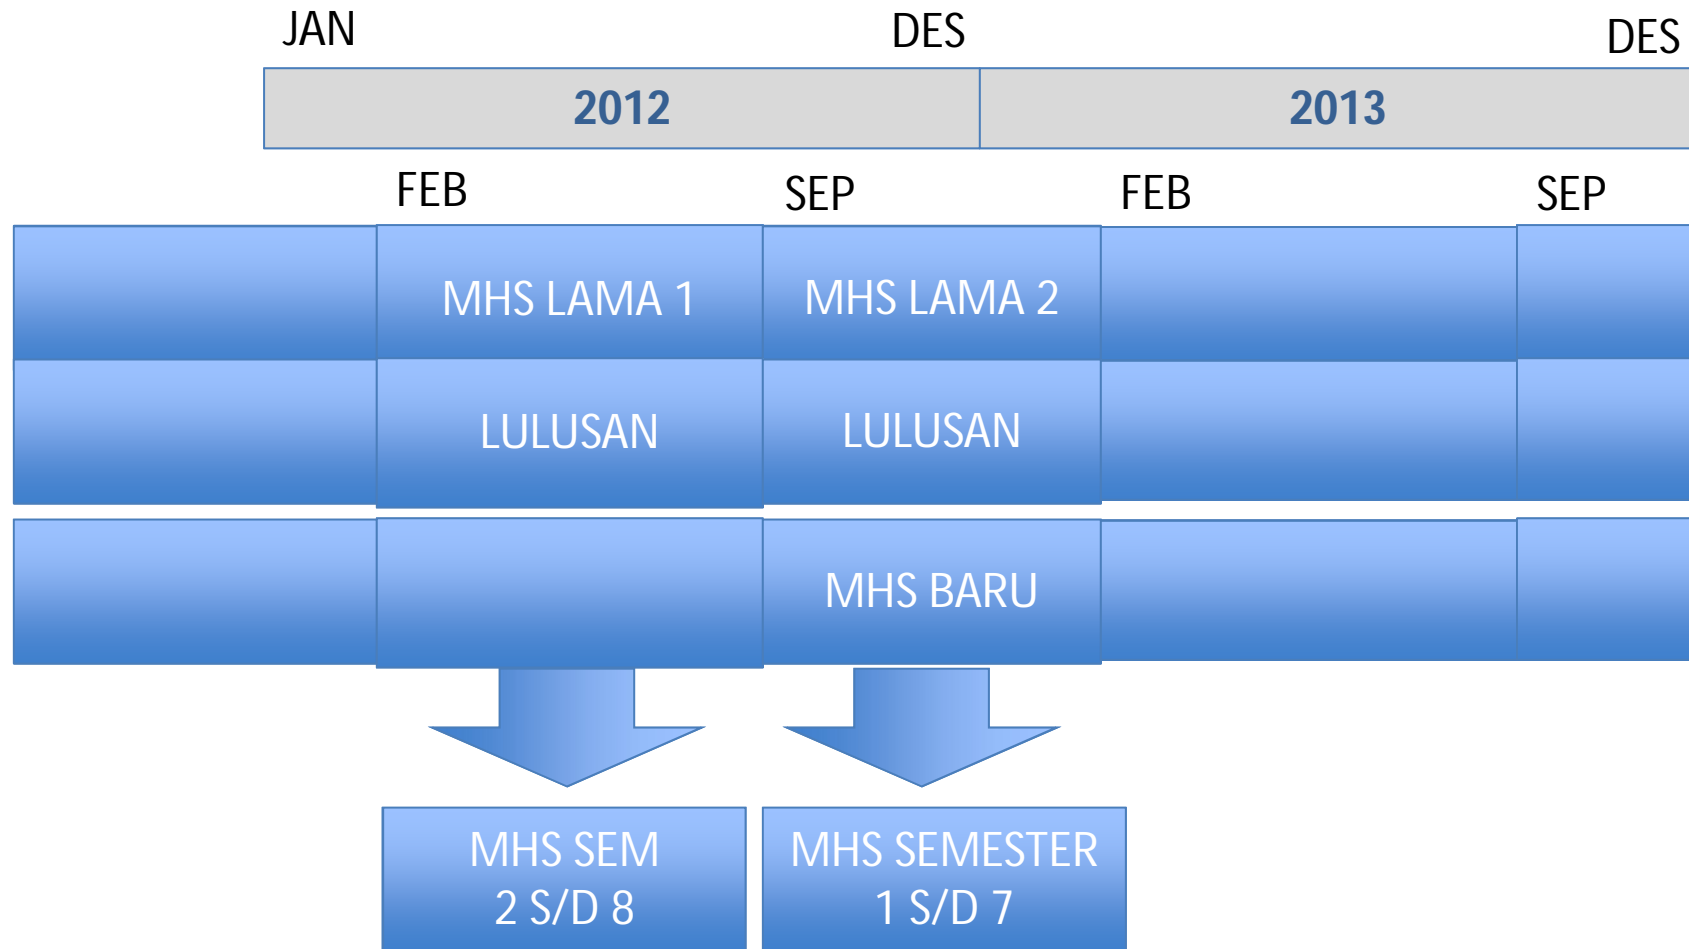 JAN
DES
DES
2012
2013
FEB
SEP
FEB
SEP
MHS LAMA 1
MHS LAMA 2
LULUSAN
LULUSAN
MHS BARU
MHS SEM
2 S/D 8
MHS SEMESTER
1 S/D 7